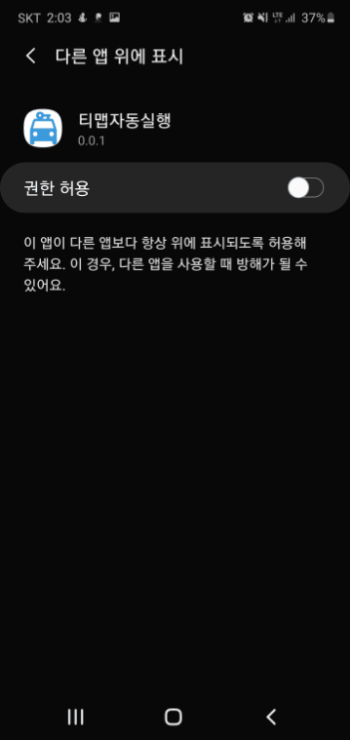 SKT 2:03 37%
다른 앱 위에 표시
티맵자동실행
0.0.1
권한 허용
이 앱이 다른 앱보다 항상 위에 표시되도록 허용해
주세요. 이 경우, 다른 앱을 사용할 때 방해가 될 수
있어요.